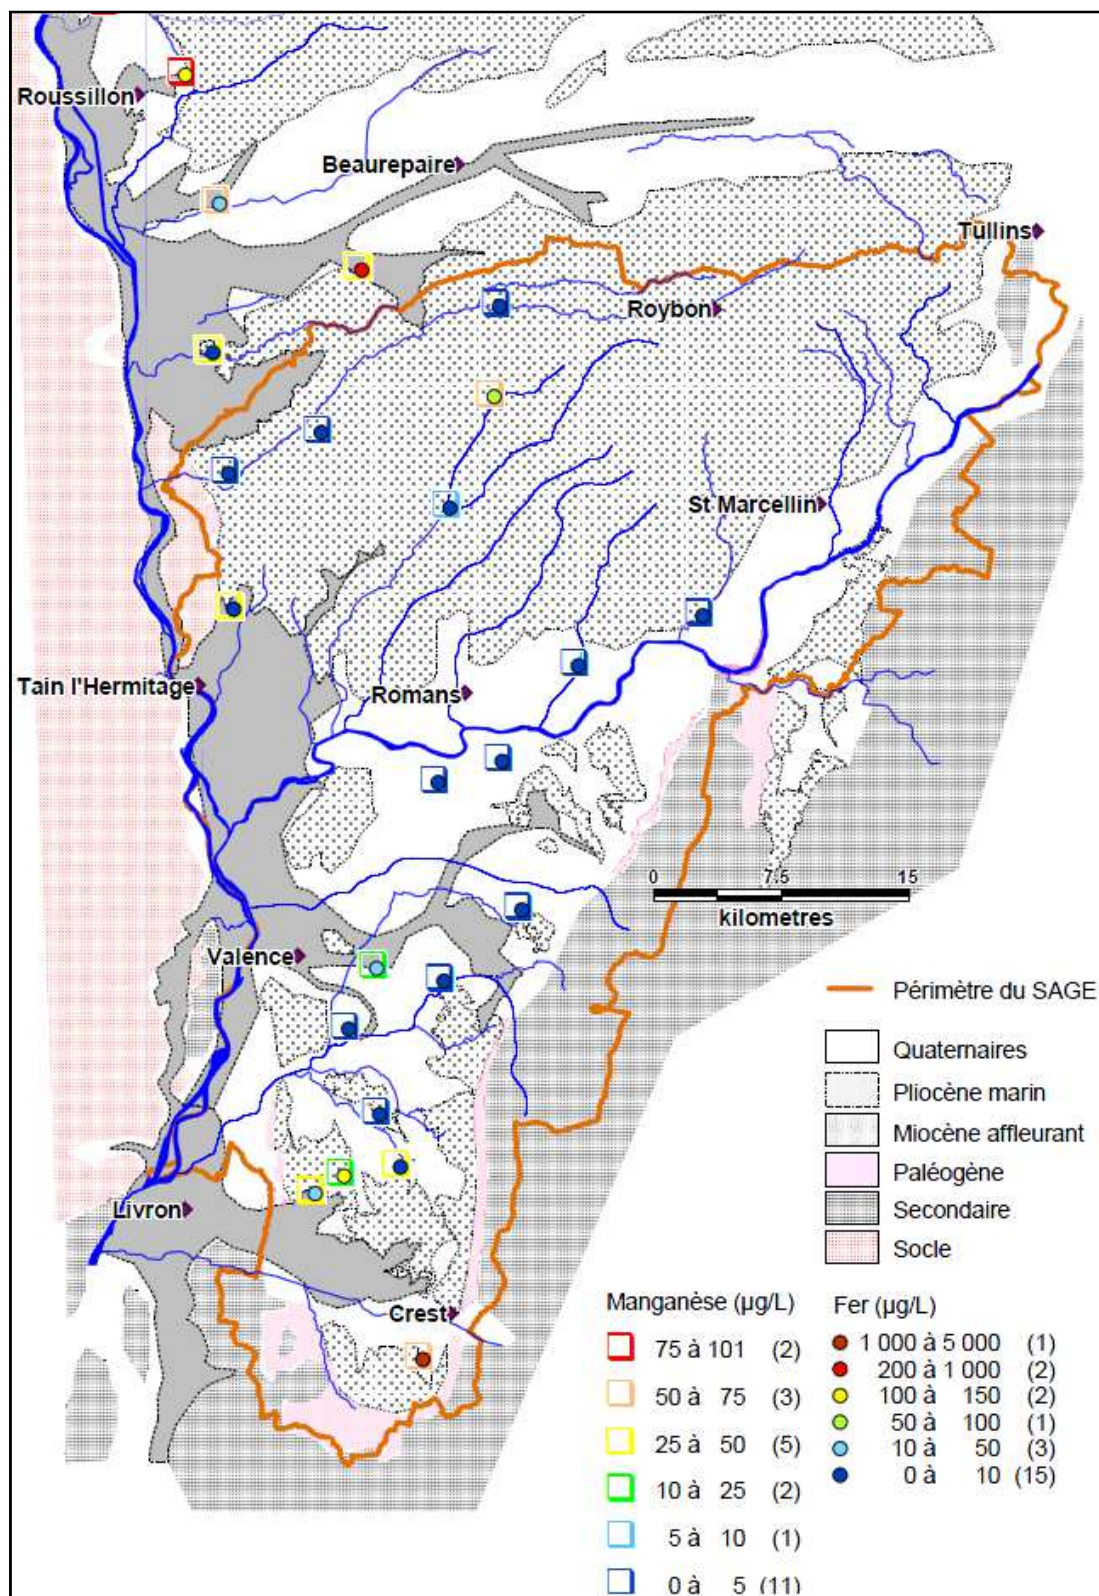 Roussillon
Beaurepaire
Tullins
Roybon
St Marcellin
Tain l'Hermitage
Romans
0 7.5 15
kilometres
Valence
Périmètre du SAGE
Quaternaires
Pliocène marin
Miocène affleurant
Paléogène
Livron
Secondaire
Socle
Crest
Manganèse (µg/L)
75 à 101 (2)
50 à 75 (3)
25 à 50 (5)
10 à 25 (2)
5 à 10 (1)
0 à 5 (11)
Fer (µg/L)
1 000 à 5 000 (1)
200 à 1 000 (2)
100 à 150 (2)
50 à 100 (1)
10 à 50 (3)
0 à 10 (15)